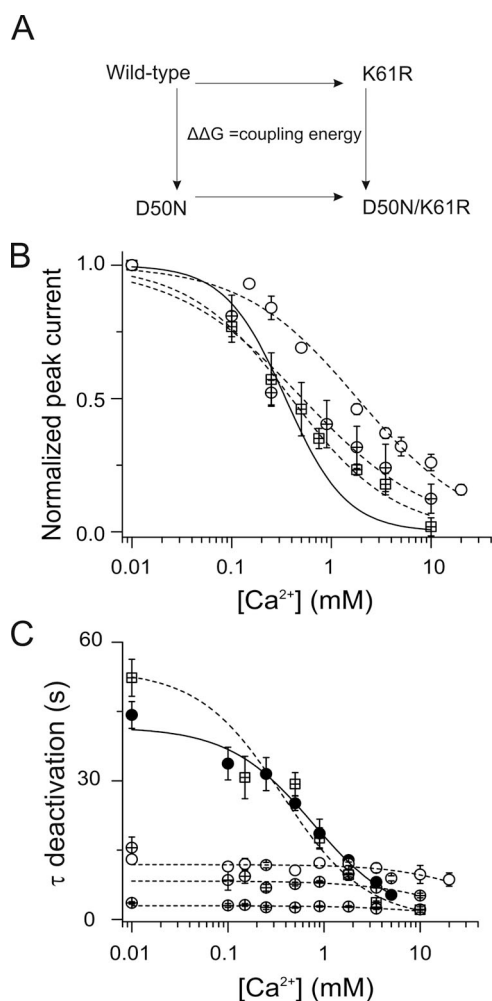 A
Wild-type K61R
ΔΔG =coupling energy
D50N D50N/K61R
B
Normalized peak current
1.0
0.5
0.0
0.01 0.1 1 10
[Ca²⁺] (mM)
C
τ deactivation (s)
60
30
0
0.01 0.1 1 10
[Ca²⁺] (mM)